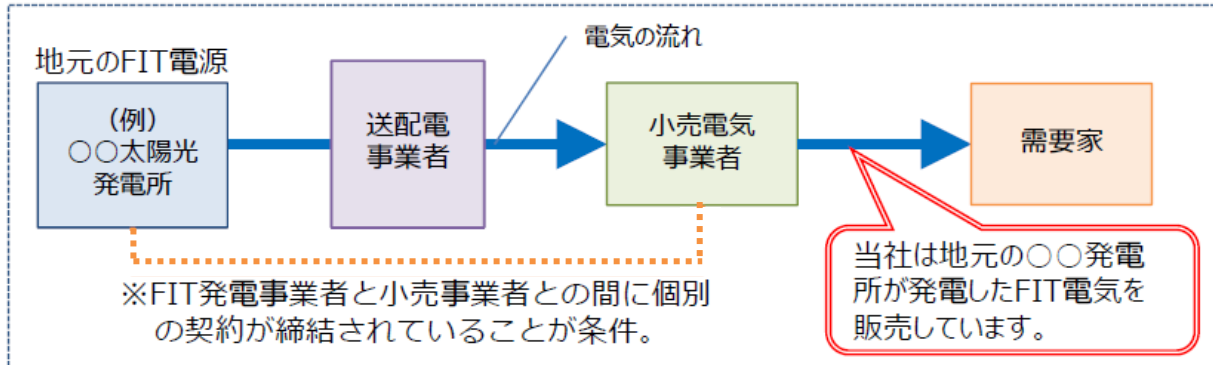 電気の流れ
地元のFIT電源
(例)
○○太陽光
発電所
送配電
事業者
小売電気
事業者
需要家
※FIT発電事業者と小売事業者との間に個別
の契約が締結されていることが条件。
当社は地元の○○発電
所が発電したFIT電気を
販売しています。